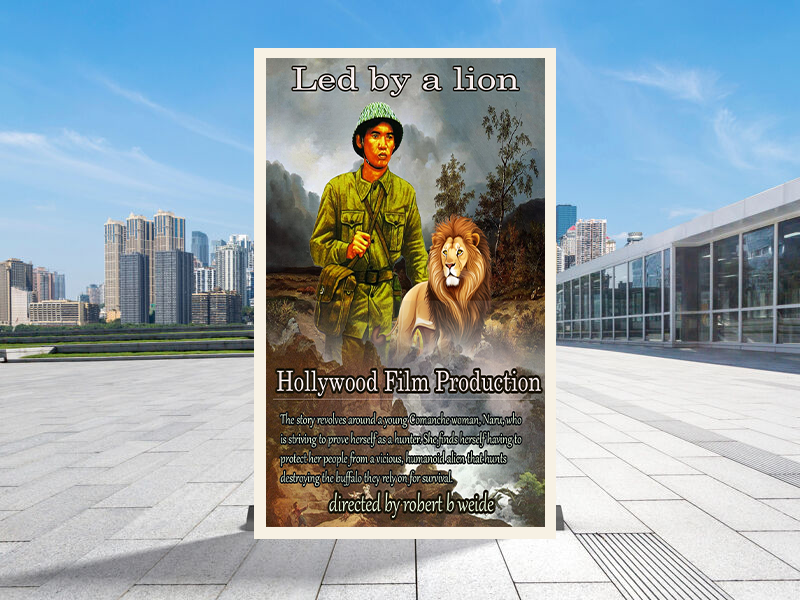 Led by a lion
Hollywood Film Production
The story revolves around a young Comanche woman, Naru, who
is striving to prove herself as a hunter. She finds herself having to
protect her people from a vicious, humanoid alien that hunts
destroying the buffalo they rely on for survival.
directed by robert b weide